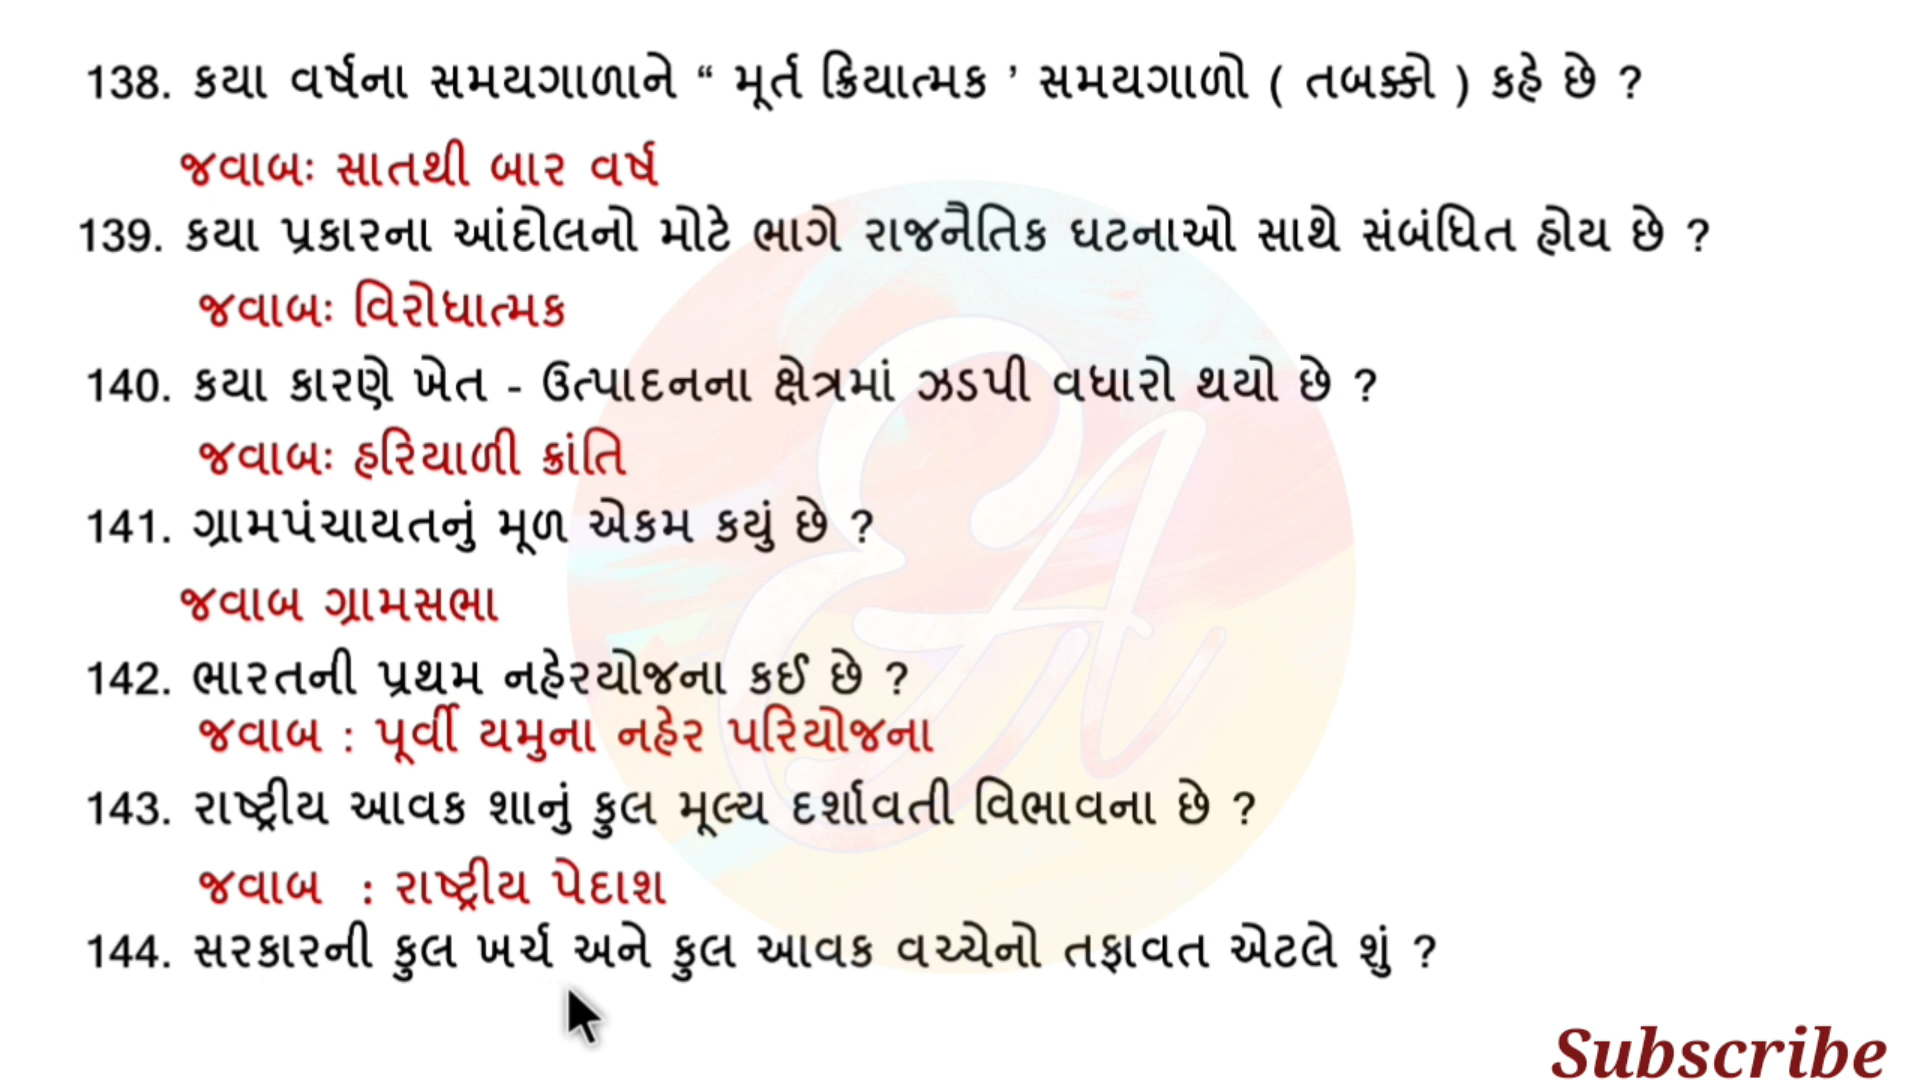 138. કયા વર્ષના સમયગાળાને “ મૂર્ત ક્રિયાત્મક ’ સમયગાળો ( તબક્કો ) કહે છે ?
જવાબઃ સાતથી બાર વર્ષ
139. કયા પ્રકારના આંદોલનો મોટે ભાગે રાજનૈતિક ઘટનાઓ સાથે સંબંધિત હોય છે ?
જવાબઃ વિરોધાત્મક
140. કયા કારણે ખેત - ઉત્પાદનના ક્ષેત્રમાં ઝડપી વધારો થયો છે ?
જવાબઃ હરિયાળી ક્રાંતિ
141. ગ્રામપંચાયતનું મૂળ એકમ કયું છે ?
જવાબ ગ્રામસભા
142. ભારતની પ્રથમ નહેરયોજના કઈ છે ?
જવાબ : પૂર્વી યમુના નહેર પરિયોજના
143. રાષ્ટ્રીય આવક શાનું કુલ મૂલ્ય દર્શાવતી વિભાવના છે ?
જવાબ : રાષ્ટ્રીય પેદાશ
144. સરકારની કુલ ખર્ચ અને કુલ આવક વચ્ચેનો તફાવત એટલે શું ?
EA
Subscribe